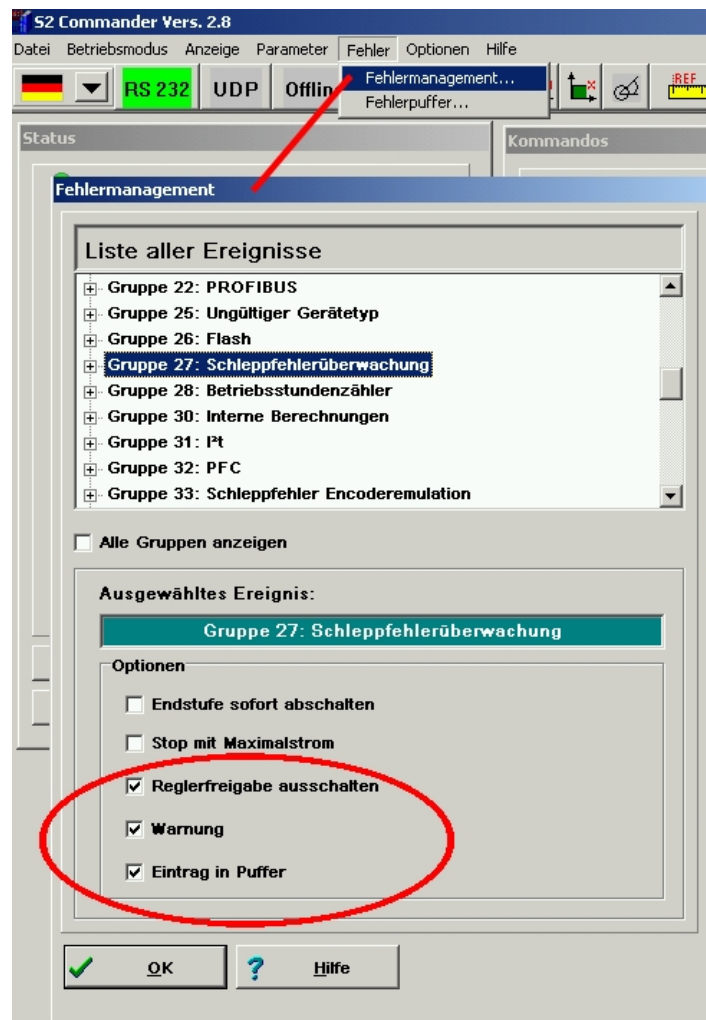 S2 Commander Vers. 2.8
Datei Betriebsmodus Anzeige Parameter Fehler Optionen Hilfe
Fehlermanagement...
Fehlerpuffer...
RS 232 UDP Offlin REF
Status
Kommandos
Fehlermanagement
Liste aller Ereignisse
Gruppe 22: PROFIBUS
Gruppe 25: Ungültiger Gerätetyp
Gruppe 26: Flash
Gruppe 27: Schleppfehlerüberwachung
Gruppe 28: Betriebsstundenzähler
Gruppe 30: Interne Berechnungen
Gruppe 31: I²t
Gruppe 32: PFC
Gruppe 33: Schleppfehler Encoderemulation
Alle Gruppen anzeigen
Ausgewähltes Ereignis:
Gruppe 27: Schleppfehlerüberwachung
Optionen
Endstufe sofort abschalten
Stop mit Maximalstrom
Reglerfreigabe ausschalten
Warnung
Eintrag in Puffer
OK
Hilfe